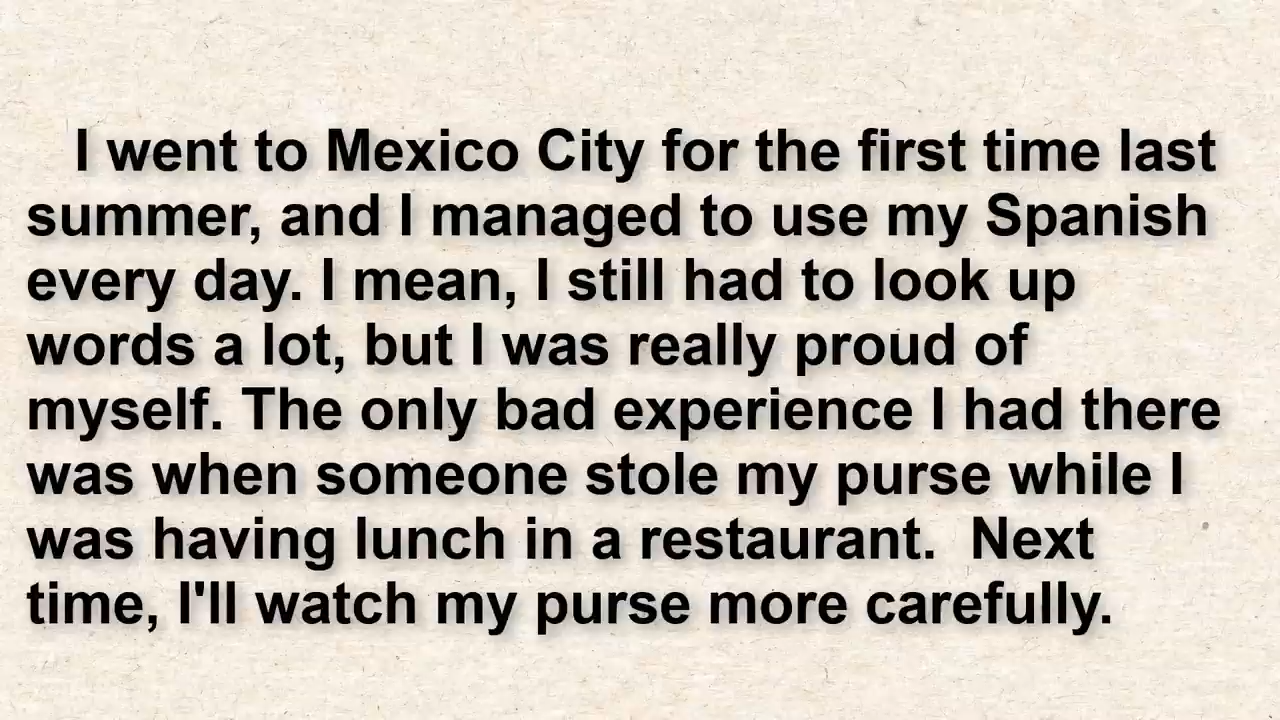 I went to Mexico City for the first time last
summer, and I managed to use my Spanish
every day. I mean, I still had to look up
words a lot, but I was really proud of
myself. The only bad experience I had there
was when someone stole my purse while I
was having lunch in a restaurant.  Next
time, I'll watch my purse more carefully.